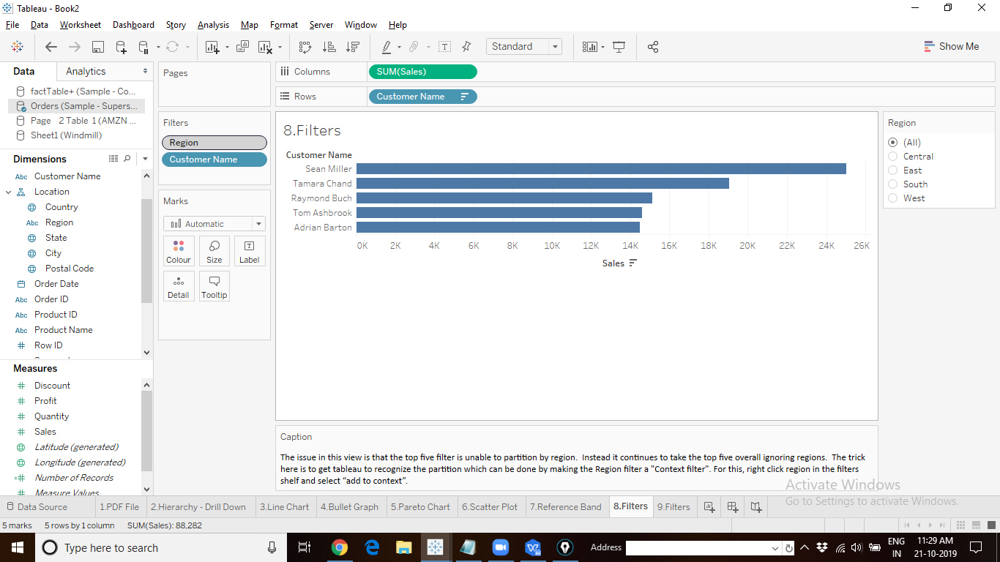 Tableau - Book2
File Data Worksheet Dashboard Story Analysis Map Format Server Window Help
Standard
Show Me
Data Analytics
factTable+ (Sample - Co...
Orders (Sample - Supers...
Page 2 Table 1 (AMZN ...
Sheet1 (Windmill)
Dimensions
Abc Customer Name
Location
Country
Abc Region
State
City
Postal Code
Order Date
Abc Order ID
Abc Product ID
Abc Product Name
# Row ID
Measures
# Discount
# Profit
# Quantity
# Sales
Latitude (generated)
Longitude (generated)
=# Number of Records
# Measure Values
Pages
Filters
Region
Customer Name
Marks
Automatic
Colour Size Label
Detail Tooltip
Columns SUM(Sales)
Rows Customer Name
8.Filters
Customer Name
Sean Miller
Tamara Chand
Raymond Buch
Tom Ashbrook
Adrian Barton
0K 2K 4K 6K 8K 10K 12K 14K 16K 18K 20K 22K 24K 26K
Sales
Region
(All)
Central
East
South
West
Caption
The issue in this view is that the top five filter is unable to partition by region. Instead it continues to take the top five overall ignoring regions. The trick
here is to get tableau to recognize the partition which can be done by making the Region filter a "Context filter". For this, right click region in the filters
shelf and select “add to context”.
Activate Windows
Go to Settings to activate Windows.
Data Source 1.PDF File 2.Hierarchy - Drill Down 3.Line Chart 4.Bullet Graph 5.Pareto Chart 6.Scatter Plot 7.Reference Band 8.Filters 9.Filters
5 marks 5 rows by 1 column SUM(Sales): 88,282
Type here to search
Address
ENG
IN
11:29 AM
21-10-2019